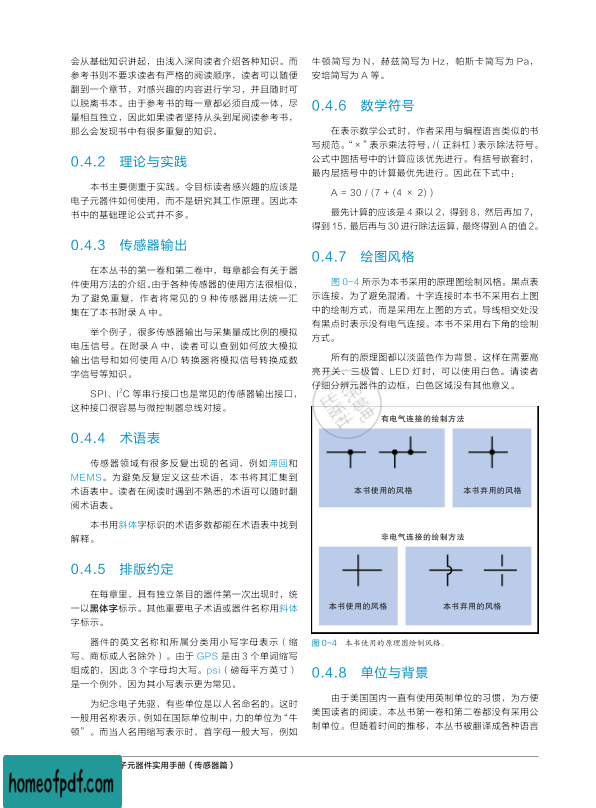 会从基础知识讲起，由浅入深向读者介绍各种知识。而
参考书则不要求读者有严格的阅读顺序，读者可以随便
翻到一个章节，对感兴趣的内容进行学习，并且随时可
以脱离书本。由于参考书的每一章都必须自成一体，尽
量相互独立，因此如果读者坚持从头到尾阅读参考书，
那么会发现书中有很多重复的知识。
0.4.2 理论与实践
本书主要侧重于实践。令目标读者感兴趣的应该是
电子元器件如何使用，而不是研究其工作原理。因此本
书中的基础理论公式并不多。
0.4.3 传感器输出
在本丛书的第一卷和第二卷中，每章都会有关于器
件使用方法的介绍。由于各种传感器的使用方法很相似，
为了避免重复，作者将常见的 9 种传感器用法统一汇
集在了本书附录 A 中。
举个例子，很多传感器输出与采集量成比例的模拟
电压信号。在附录 A 中，读者可以查到如何放大模拟
输出信号和如何使用 A/D 转换器将模拟信号转换成数
字信号等知识。
SPI、I²C 等串行接口也是常见的传感器输出接口，
这种接口很容易与微控制器总线对接。
0.4.4 术语表
传感器领域有很多反复出现的名词，例如滞回和
MEMS。为避免反复定义这些术语，本书将其汇集到
术语表中。读者在阅读时遇到不熟悉的术语可以随时翻
阅术语表。
本书用斜体字标识的术语多数都能在术语表中找到
解释。
0.4.5 排版约定
在每章里，具有独立条目的器件第一次出现时，统
一以黑体字标示。其他重要电子术语或器件名称用斜体
字标示。
器件的英文名称和所属分类用小写字母表示（缩
写、商标或人名除外）。由于 GPS 是由 3 个单词缩写
组成的，因此 3 个字母均大写。psi（磅每平方英寸）
是一个例外，因为其小写表示更为常见。
为纪念电子先驱，有些单位是以人名命名的。这时
一般用名称表示，例如在国际单位制中，力的单位为“牛
顿”。而当人名用缩写表示时，首字母一般大写，例如
牛顿简写为 N，赫兹简写为 Hz，帕斯卡简写为 Pa，
安培简写为 A 等。
0.4.6 数学符号
在表示数学公式时，作者采用与编程语言类似的书
写规范。“×”表示乘法符号，/（正斜杠）表示除法符号。
公式中圆括号中的计算应该优先进行。有括号嵌套时，
最内层括号中的计算最优先进行。因此在下式中：
A = 30 / (7 + (4 × 2) )
最先计算的应该是 4 乘以 2，得到 8，然后再加 7，
得到 15，最后再与 30 进行除法运算，最终得到 A 的值 2。
0.4.7 绘图风格
图 0-4 所示为本书采用的原理图绘制风格。黑点表
示连接，为了避免混淆，十字连接时本书不采用右上图
中的绘制方式，而是采用左上图的方式。导线相交处没
有黑点时表示没有电气连接。本书不采用右下角的绘制
方式。
所有的原理图都以淡蓝色作为背景，这样在需要高
亮开关、三极管、LED 灯时，可以使用白色。请读者
仔细分辨元器件的边框，白色区域没有其他意义。
有电气连接的绘制方法
本书使用的风格 本书弃用的风格
非电气连接的绘制方法
本书使用的风格 本书弃用的风格
图 0-4 本书使用的原理图绘制风格。
0.4.8 单位与背景
由于美国国内一直有使用英制单位的习惯，为方便
美国读者的阅读，本丛书第一卷和第二卷都没有采用公
制单位。但随着时间的推移，本丛书被翻译成各种语言
子元器件实用手册（传感器篇）
homeofpdf.com